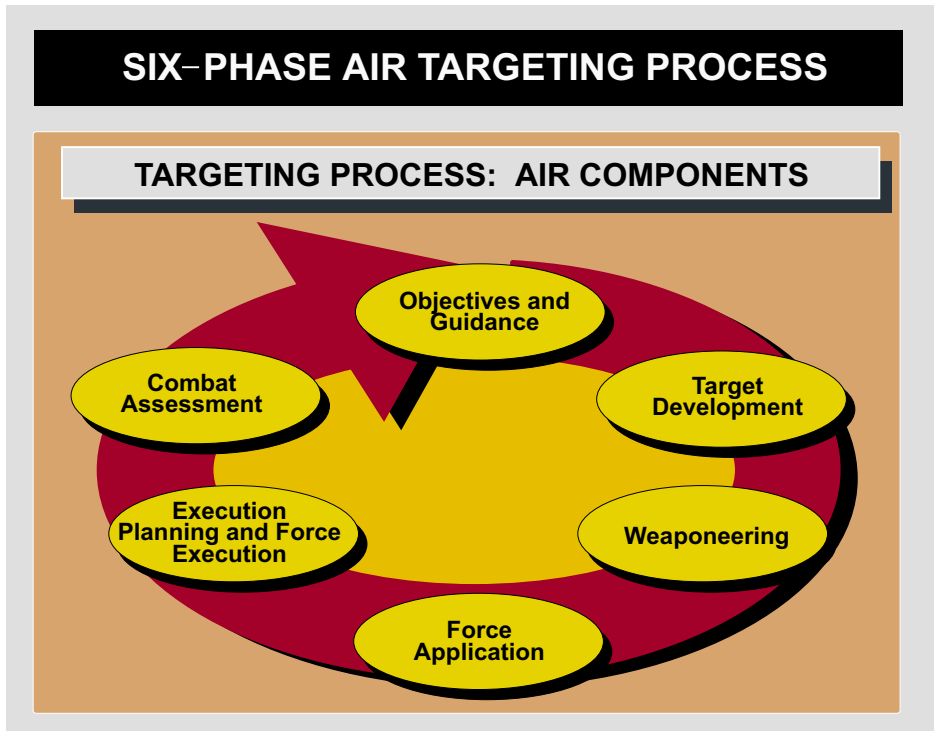 SIX–PHASE AIR TARGETING PROCESS
TARGETING PROCESS: AIR COMPONENTS
Objectives and
Guidance
Target
Development
Weaponeering
Force
Application
Execution
Planning and Force
Execution
Combat
Assessment